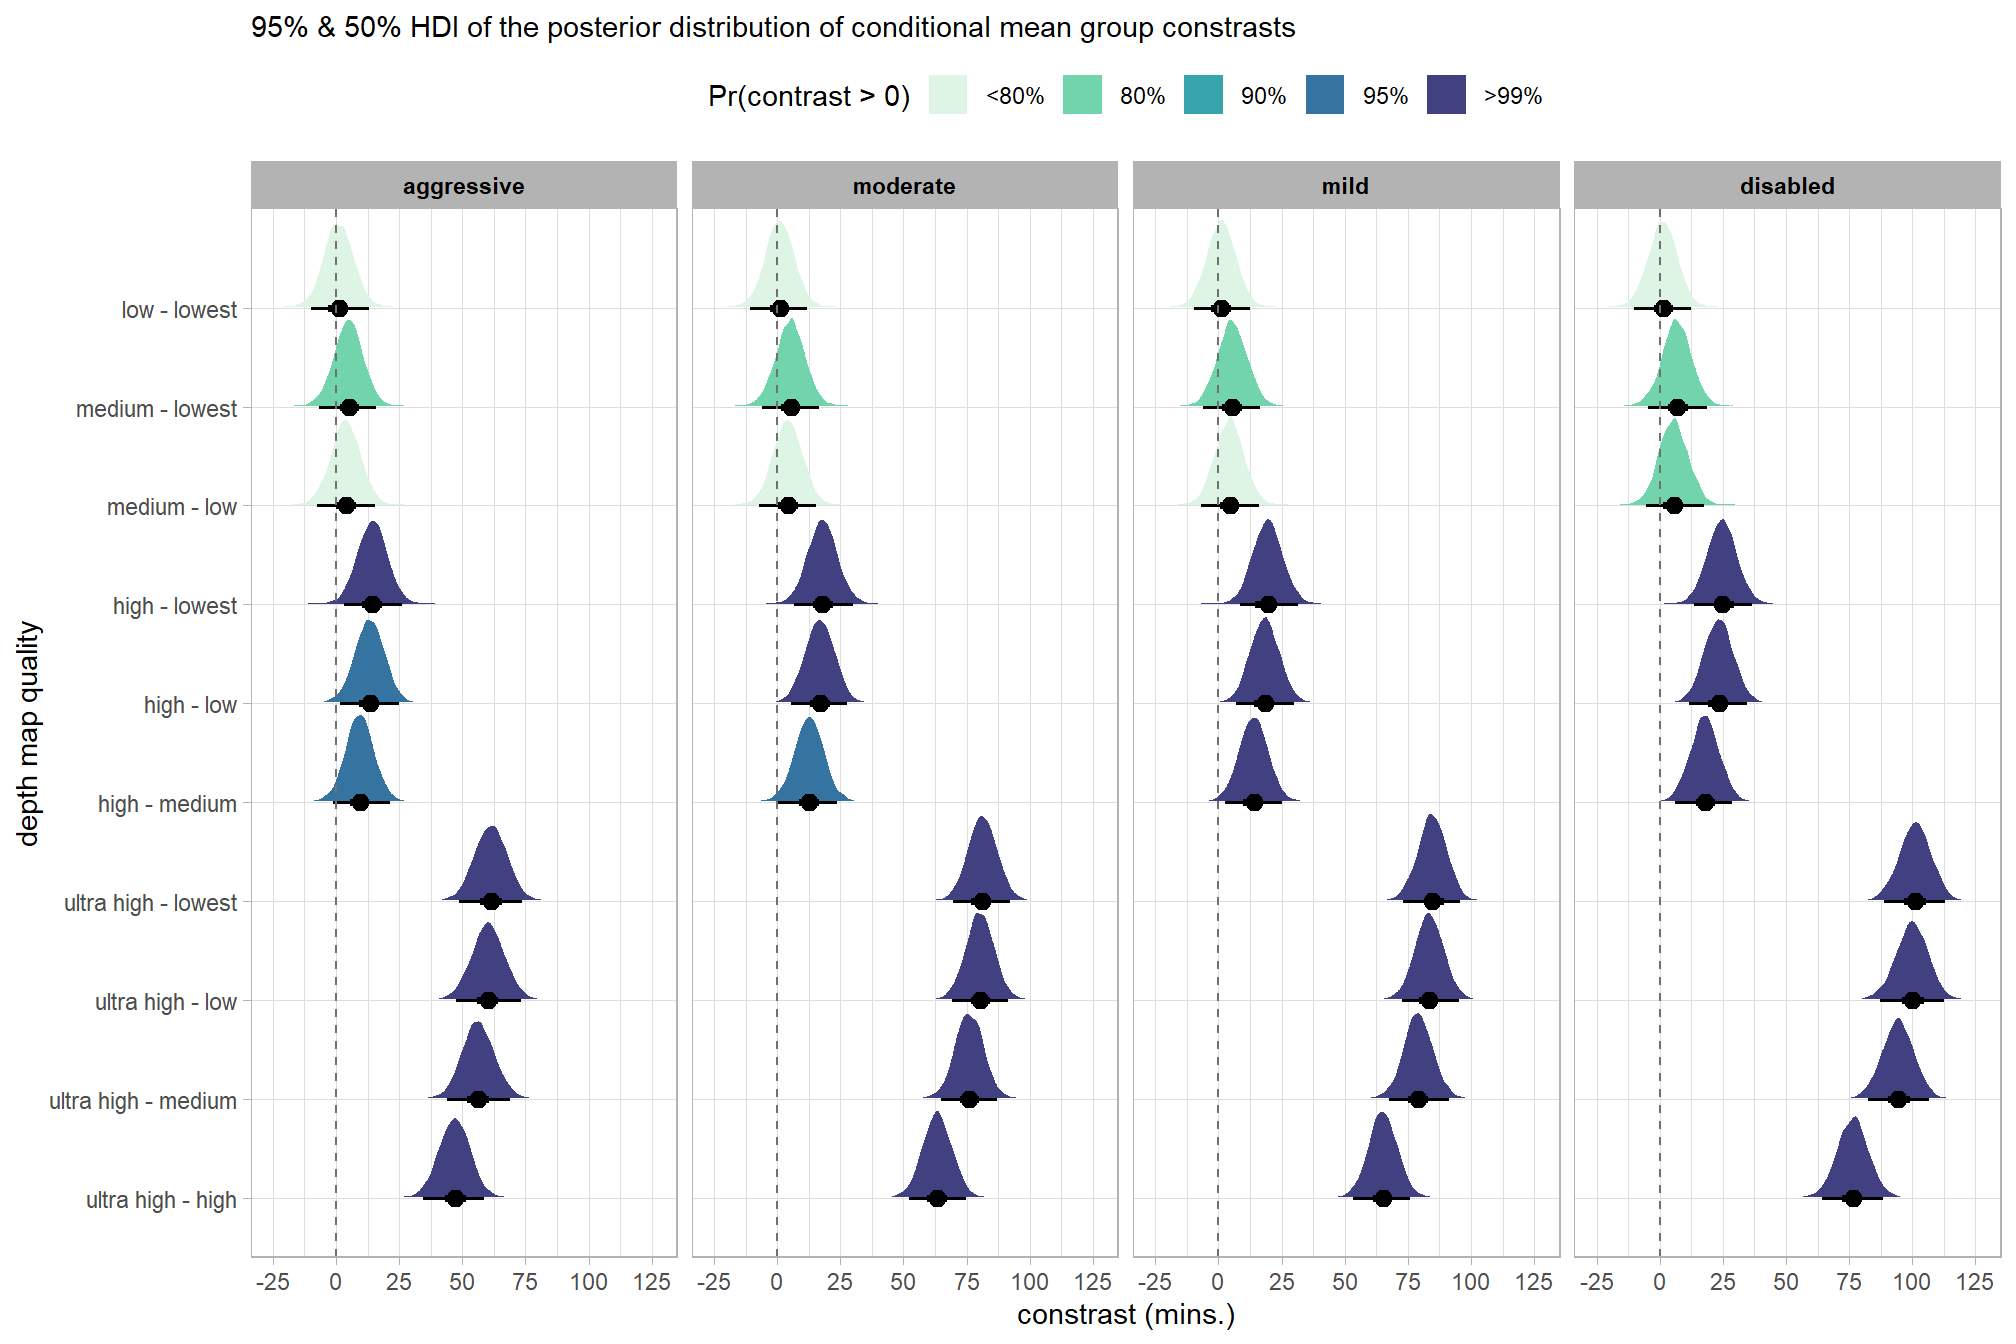 95% & 50% HDI of the posterior distribution of conditional mean group constrasts
Pr(contrast > 0) <80% 80% 90% 95% >99%
aggressive moderate mild disabled
depth map quality
low - lowest
medium - lowest
medium - low
high - lowest
high - low
high - medium
ultra high - lowest
ultra high - low
ultra high - medium
ultra high - high
-25 0 25 50 75 100 125 -25 0 25 50 75 100 125 -25 0 25 50 75 100 125 -25 0 25 50 75 100 125
constrast (mins.)